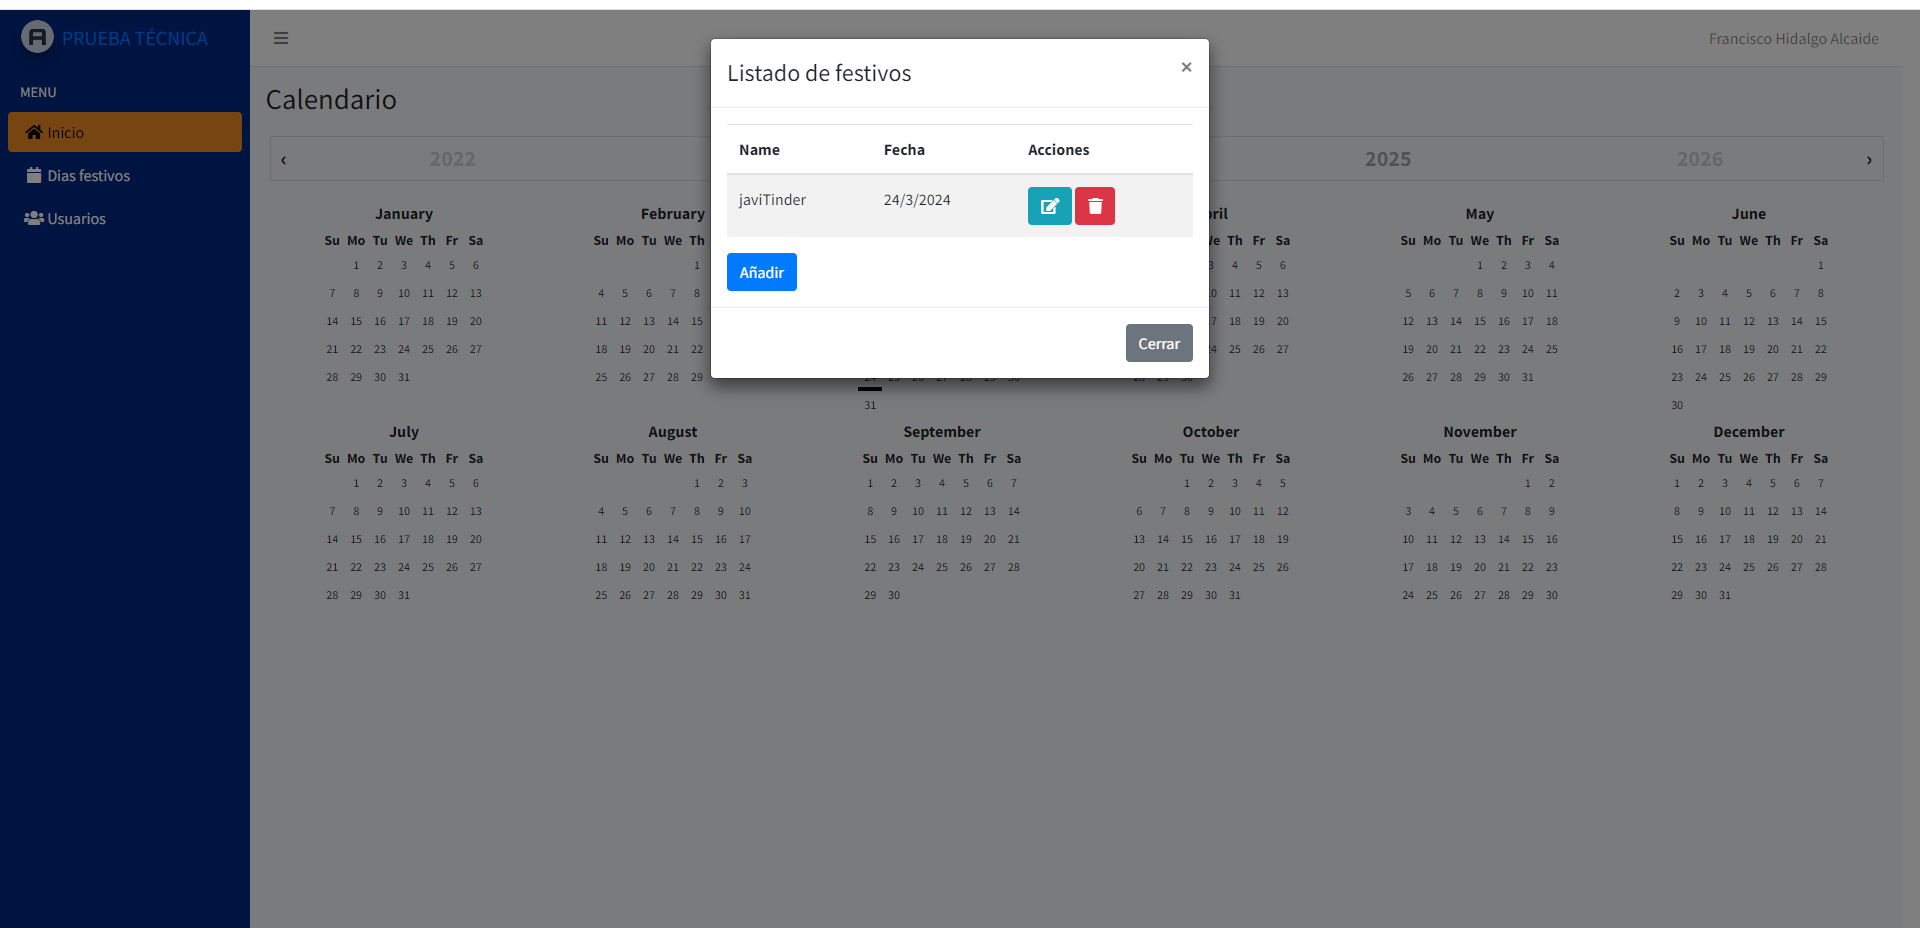 PRUEBA TÉCNICA
Francisco Hidalgo Alcaide
MENU
Inicio
Dias festivos
Usuarios
Listado de festivos ×
Name Fecha Acciones
javiTinder 24/3/2024
Añadir
Cerrar
Calendario
‹ 2022 2025 2026 ›
January
Su Mo Tu We Th Fr Sa
1 2 3 4 5 6
7 8 9 10 11 12 13
14 15 16 17 18 19 20
21 22 23 24 25 26 27
28 29 30 31
February
Su Mo Tu We Th
1
4 5 6 7 8
11 12 13 14 15
18 19 20 21 22
25 26 27 28 29
24 25 26 27 28 29 30
31
Fr Sa
4 5 6
11 12 13
18 19 20
25 26 27
28 29 30
May
Su Mo Tu We Th Fr Sa
1 2 3 4
5 6 7 8 9 10 11
12 13 14 15 16 17 18
19 20 21 22 23 24 25
26 27 28 29 30 31
June
Su Mo Tu We Th Fr Sa
1
2 3 4 5 6 7 8
9 10 11 12 13 14 15
16 17 18 19 20 21 22
23 24 25 26 27 28 29
30
July
Su Mo Tu We Th Fr Sa
1 2 3 4 5 6
7 8 9 10 11 12 13
14 15 16 17 18 19 20
21 22 23 24 25 26 27
28 29 30 31
August
Su Mo Tu We Th Fr Sa
1 2 3
4 5 6 7 8 9 10
11 12 13 14 15 16 17
18 19 20 21 22 23 24
25 26 27 28 29 30 31
September
Su Mo Tu We Th Fr Sa
1 2 3 4 5 6 7
8 9 10 11 12 13 14
15 16 17 18 19 20 21
22 23 24 25 26 27 28
29 30
October
Su Mo Tu We Th Fr Sa
1 2 3 4 5
6 7 8 9 10 11 12
13 14 15 16 17 18 19
20 21 22 23 24 25 26
27 28 29 30 31
November
Su Mo Tu We Th Fr Sa
1 2
3 4 5 6 7 8 9
10 11 12 13 14 15 16
17 18 19 20 21 22 23
24 25 26 27 28 29 30
December
Su Mo Tu We Th Fr Sa
1 2 3 4 5 6 7
8 9 10 11 12 13 14
15 16 17 18 19 20 21
22 23 24 25 26 27 28
29 30 31